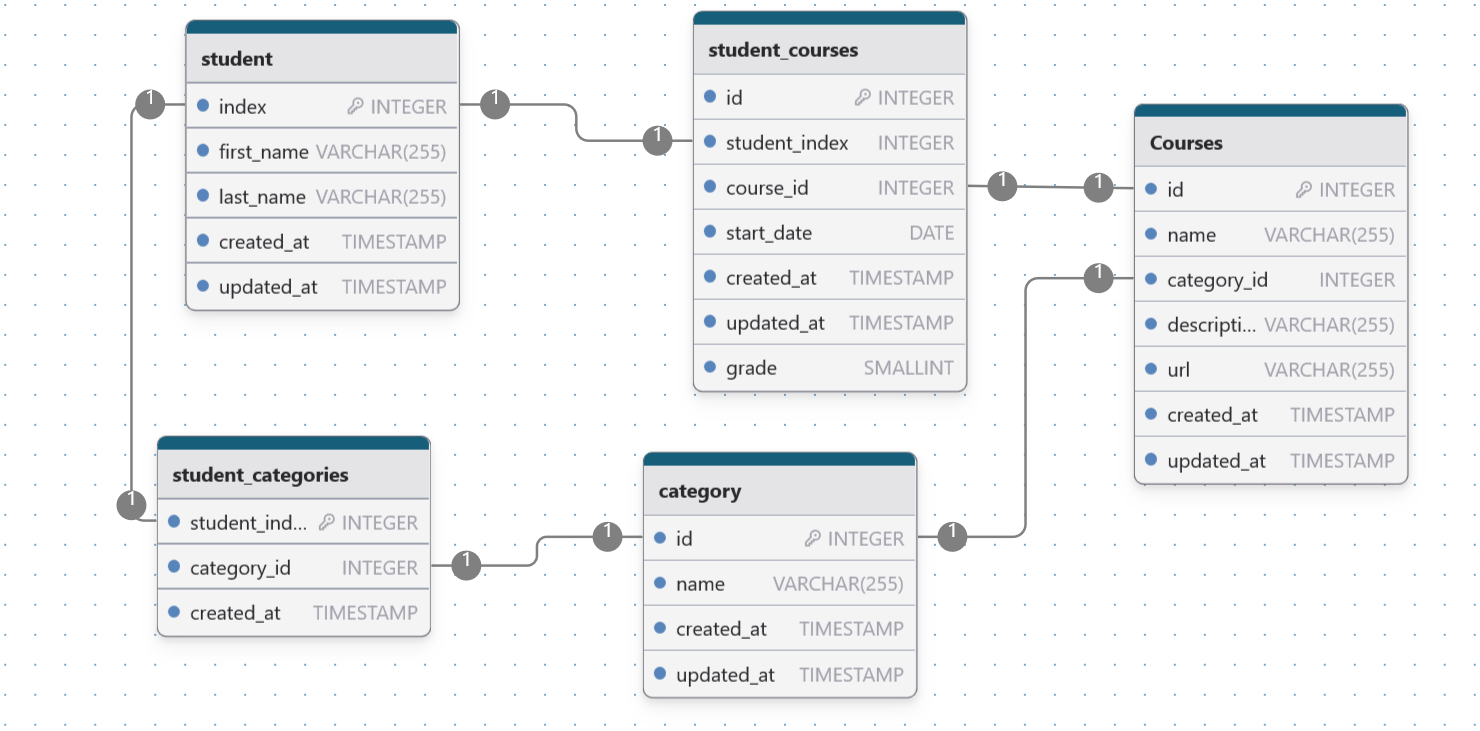 student
index INTEGER
first_name VARCHAR(255)
last_name VARCHAR(255)
created_at TIMESTAMP
updated_at TIMESTAMP
1
1
1
student_courses
id INTEGER
student_index INTEGER
course_id INTEGER
start_date DATE
created_at TIMESTAMP
updated_at TIMESTAMP
grade SMALLINT
1
1
1
Courses
id INTEGER
name VARCHAR(255)
category_id INTEGER
descripti... VARCHAR(255)
url VARCHAR(255)
created_at TIMESTAMP
updated_at TIMESTAMP
1
student_categories
student_ind... INTEGER
category_id INTEGER
created_at TIMESTAMP
1
1
category
id INTEGER
name VARCHAR(255)
created_at TIMESTAMP
updated_at TIMESTAMP
1